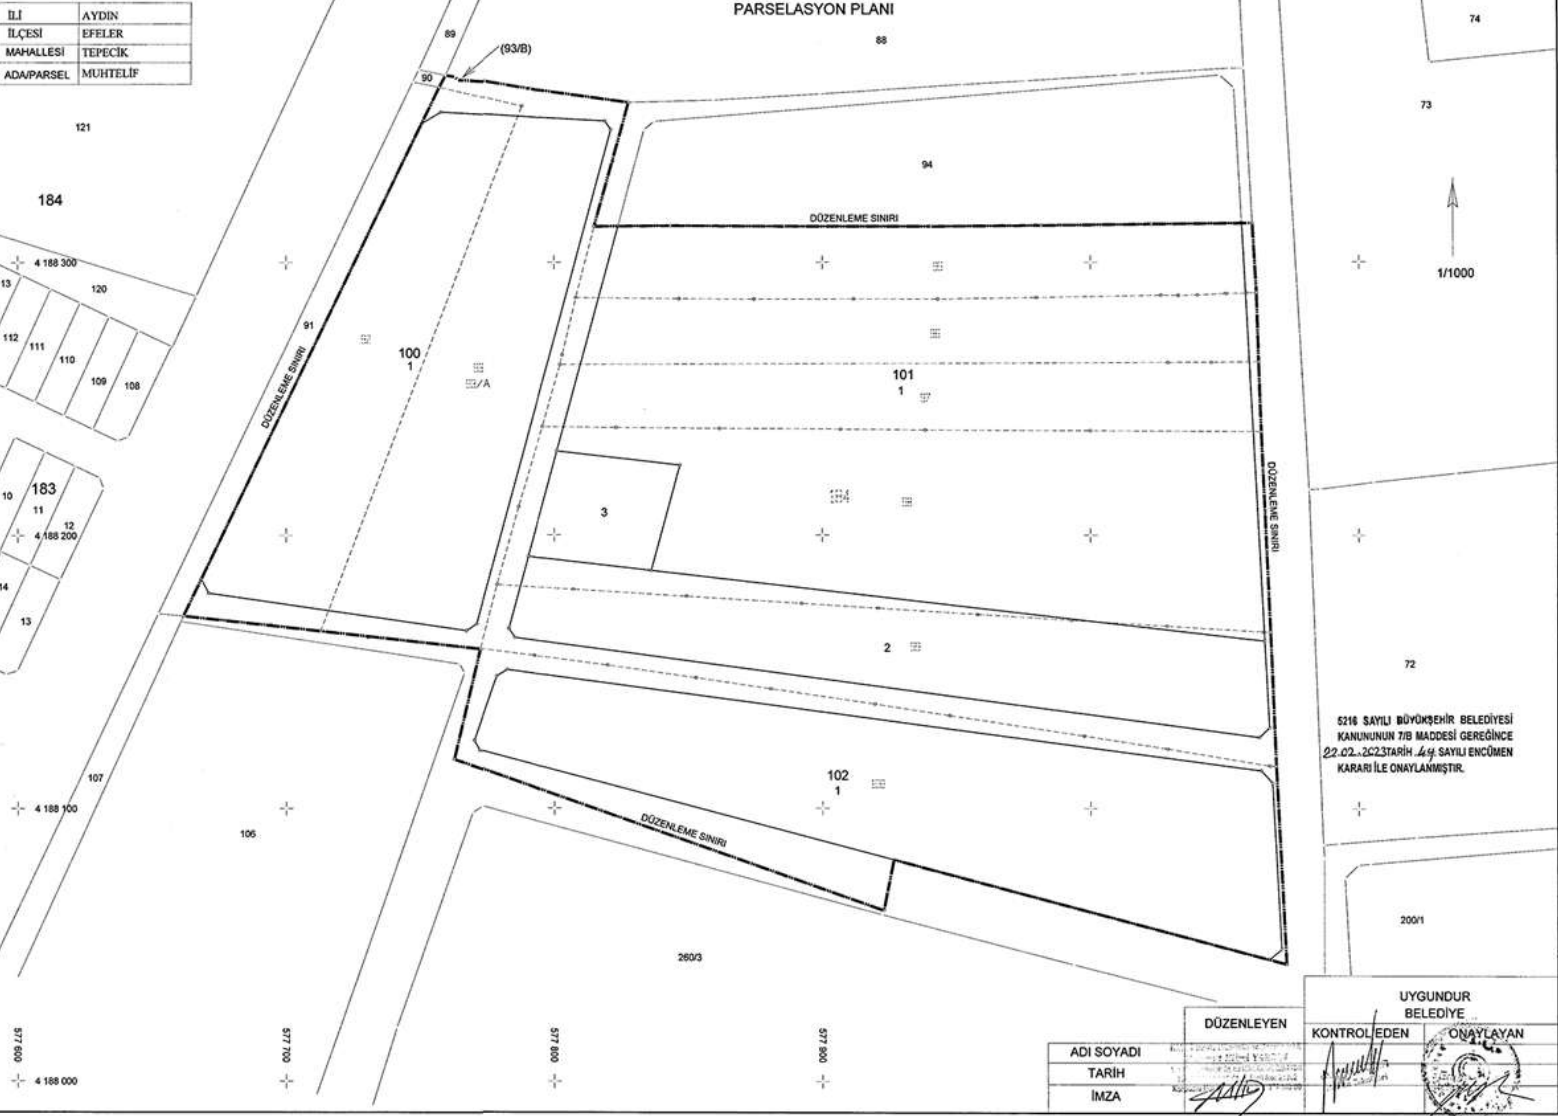 PARSELASYON PLANI
İLİ AYDIN
İLÇESİ EFELER
MAHALLESİ TEPECİK
ADA/PARSEL MUHTELİF
89
(93/B)
88
74
90
73
121
94
184
DÜZENLEME SINIRI
4 188 300
1/1000
13
120
91
112
111
110
109
108
100
1
101
1
/A
DÜZENLEME SINIRI
DÜZENLEME SINIRI
10
183
11
12
4 188 200
3
14
13
2
72
5216 SAYILI BÜYÜKŞEHİR BELEDİYESİ
KANUNUNUN 7/B MADDESİ GEREĞİNCE
22.02.2023 TARİH 44 SAYILI ENCÜMEN
KARARI İLE ONAYLANMIŞTIR.
107
102
1
4 188 100
106
DÜZENLEME SINIRI
200/1
260/3
577 600
577 700
577 800
577 900
4 188 000
DÜZENLEYEN
UYGUNDUR
BELEDİYE
KONTROL EDEN
ONAYLAYAN
ADI SOYADI
TARİH
İMZA